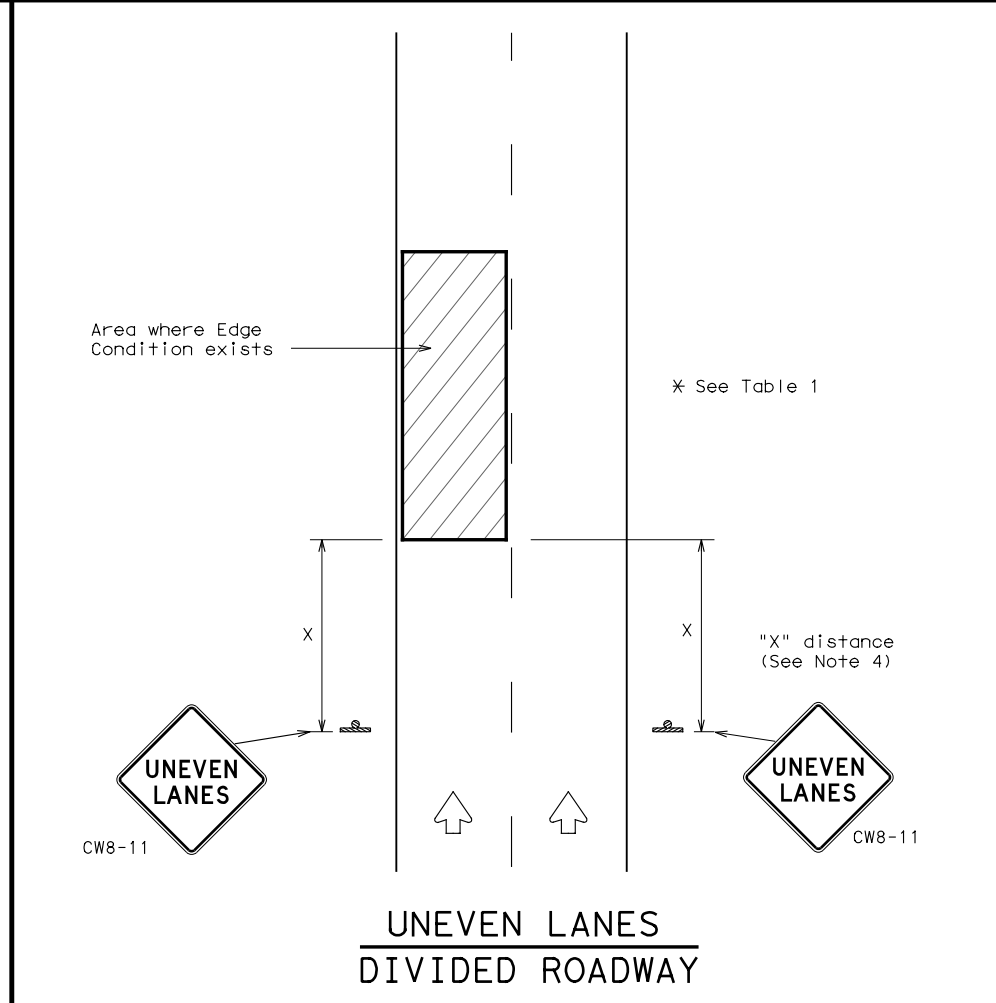 Area where Edge
Condition exists
* See Table 1
X
X
"X" distance
(See Note 4)
UNEVEN
LANES
CW8-11
UNEVEN
LANES
CW8-11
UNEVEN LANES
DIVIDED ROADWAY